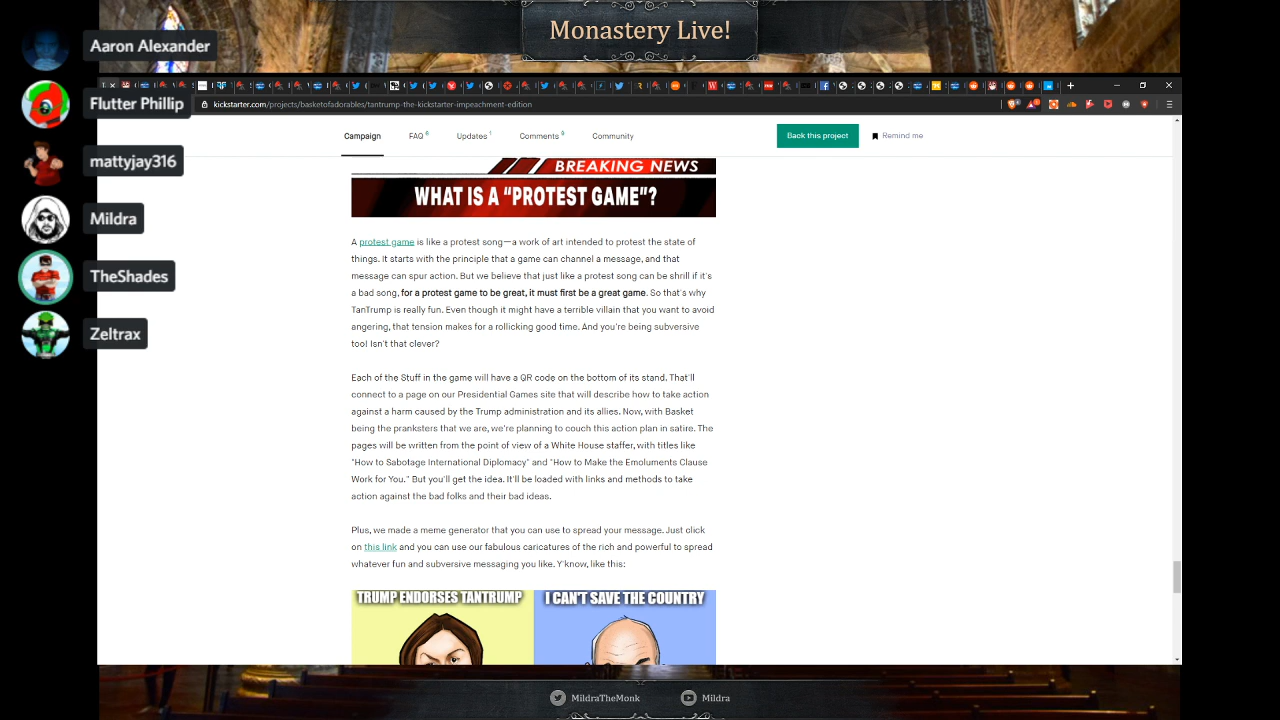 Monastery Live!
Aaron Alexander
Flutter Phillip
mattyjay316
Mildra
TheShades
Zeltrax
kickstarter.com/projects/basketofadorables/tantrump-the-kickstarter-impeachment-edition
Campaign FAQ 6 Updates 1 Comments 9 Community Back this project Remind me
BREAKING NEWS
WHAT IS A “PROTEST GAME”?
A protest game is like a protest song—a work of art intended to protest the state of
things. It starts with the principle that a game can channel a message, and that
message can spur action. But we believe that just like a protest song can be shrill if it's
a bad song, for a protest game to be great, it must first be a great game. So that's why
TanTrump is really fun. Even though it might have a terrible villain that you want to avoid
angering, that tension makes for a rollicking good time. And you're being subversive
too! Isn't that clever?
Each of the Stuff in the game will have a QR code on the bottom of its stand. That'll
connect to a page on our Presidential Games site that will describe how to take action
against a harm caused by the Trump administration and its allies. Now, with Basket
being the pranksters that we are, we're planning to couch this action plan in satire. The
pages will be written from the point of view of a White House staffer, with titles like
"How to Sabotage International Diplomacy" and "How to Make the Emoluments Clause
Work for You." But you'll get the idea. It'll be loaded with links and methods to take
action against the bad folks and their bad ideas.
Plus, we made a meme generator that you can use to spread your message. Just click
on this link and you can use our fabulous caricatures of the rich and powerful to spread
whatever fun and subversive messaging you like. Y'know, like this:
TRUMP ENDORSES TANTRUMP
I CAN'T SAVE THE COUNTRY
MildraTheMonk
Mildra